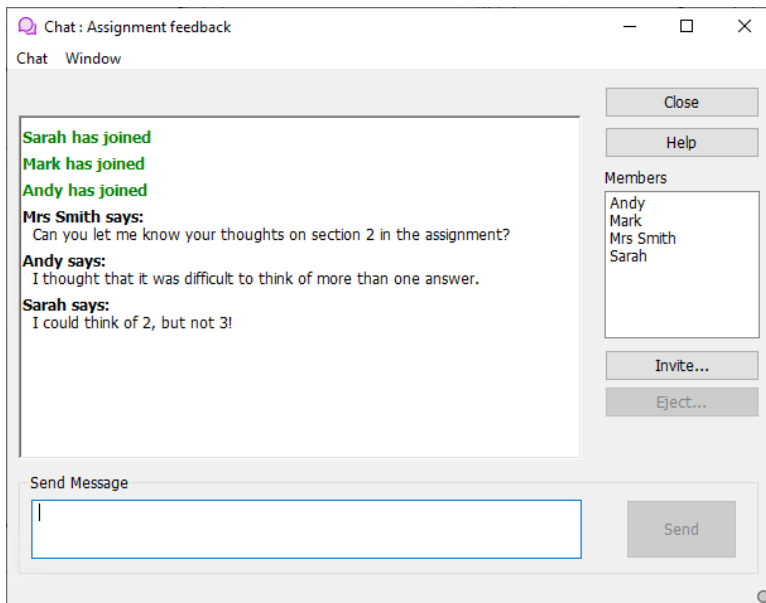 Chat : Assignment feedback
Chat Window
Close
Sarah has joined
Help
Mark has joined
Members
Andy has joined
Andy
Mrs Smith says:
Mark
Can you let me know your thoughts on section 2 in the assignment?
Mrs Smith
Andy says:
Sarah
I thought that it was difficult to think of more than one answer.
Sarah says:
I could think of 2, but not 3!
Invite...
Eject...
Send Message
Send